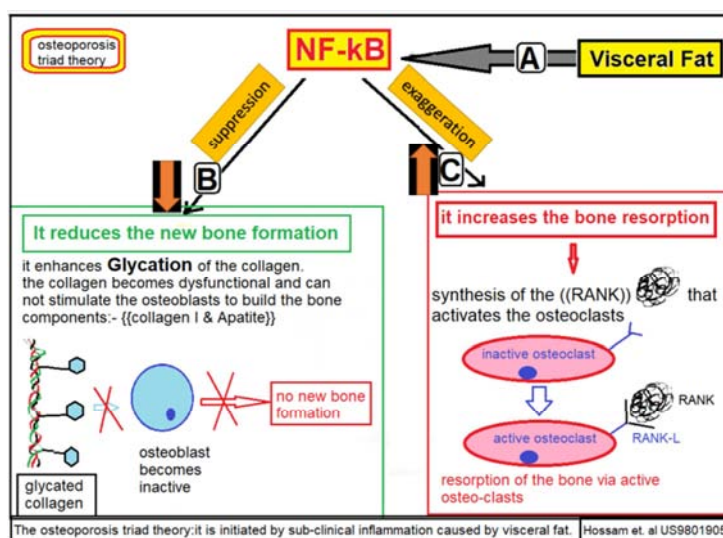 osteoporosis
triad theory
NF-kB
A
Visceral Fat
suppression
exaggeration
B
C
It reduces the new bone formation
it enhances Glycation of the collagen.
the collagen becomes dysfunctional and can
not stimulate the osteoblasts to build the bone
components:- {{collagen I & Apatite}}
no new bone
formation
osteoblast
becomes
inactive
glycated
collagen
it increases the bone resorption
synthesis of the ((RANK)) that
activates the osteoclasts
inactive osteoclast
RANK
active osteoclast
RANK-L
resorption of the bone via active
osteo-clasts
The osteoporosis triad theory:it is initiated by sub-clinical inflammation caused by visceral fat.
Hossam et. al US9801905